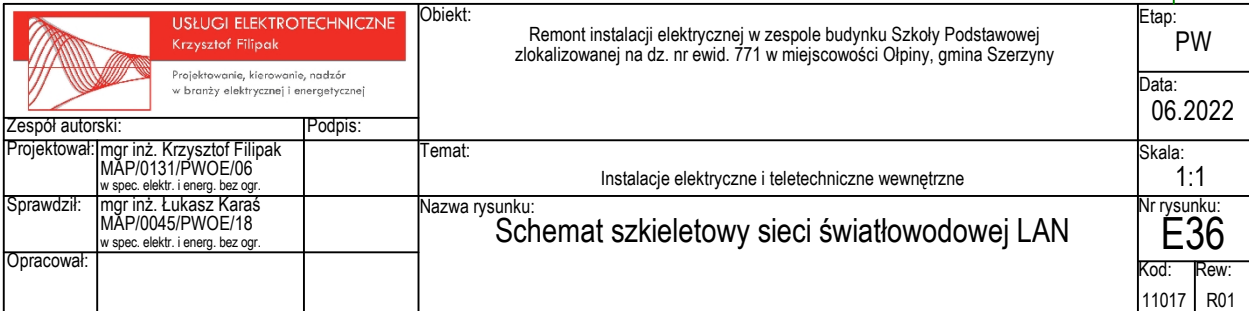 USŁUGI ELEKTROTECHNICZNE
Krzysztof Filipak
Projektowanie, kierowanie, nadzór
w branży elektrycznej i energetycznej
Obiekt:
Remont instalacji elektrycznej w zespole budynku Szkoły Podstawowej
zlokalizowanej na dz. nr ewid. 771 w miejscowości Ołpiny, gmina Szerzyny
Etap:
PW
Data:
06.2022
Zespół autorski:
Podpis:
Projektował:
mgr inż. Krzysztof Filipak
MAP/0131/PWOE/06
w spec. elektr. i energ. bez ogr.
Temat:
Instalacje elektryczne i teletechniczne wewnętrzne
Skala:
1:1
Sprawdził:
mgr inż. Łukasz Karaś
MAP/0045/PWOE/18
w spec. elektr. i energ. bez ogr.
Nazwa rysunku:
Schemat szkieletowy sieci światłowodowej LAN
Nr rysunku:
E36
Opracował:
Kod:
11017
Rew:
R01